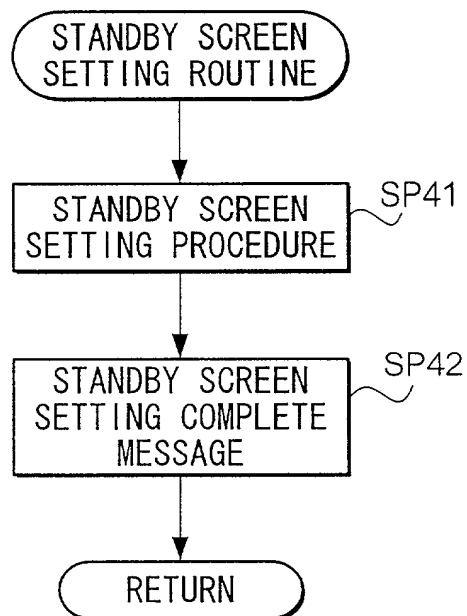 STANDBY SCREEN
SETTING ROUTINE
STANDBY SCREEN
SETTING PROCEDURE
SP41
STANDBY SCREEN
SETTING COMPLETE
MESSAGE
SP42
RETURN